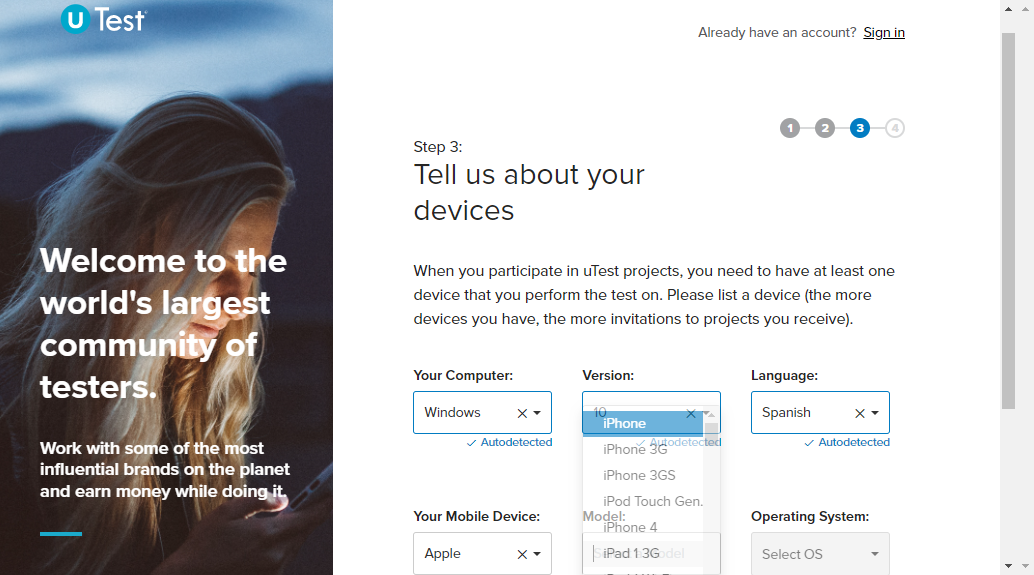 U Test
Already have an account? Sign in
1 2 3 4
Step 3:
Tell us about your
devices
Welcome to the
world's largest
community of
testers.
Work with some of the most
influential brands on the planet
and earn money while doing it.
When you participate in uTest projects, you need to have at least one
device that you perform the test on. Please list a device (the more
devices you have, the more invitations to projects you receive).
Your Computer:
Windows
Autodetected
Version:
10
Autodetected
Language:
Spanish
Autodetected
iPhone
iPhone 3G
iPhone 3GS
iPod Touch Gen.
iPhone 4
iPad 1 3G
Your Mobile Device:
Apple
Model:
Operating System:
Select OS